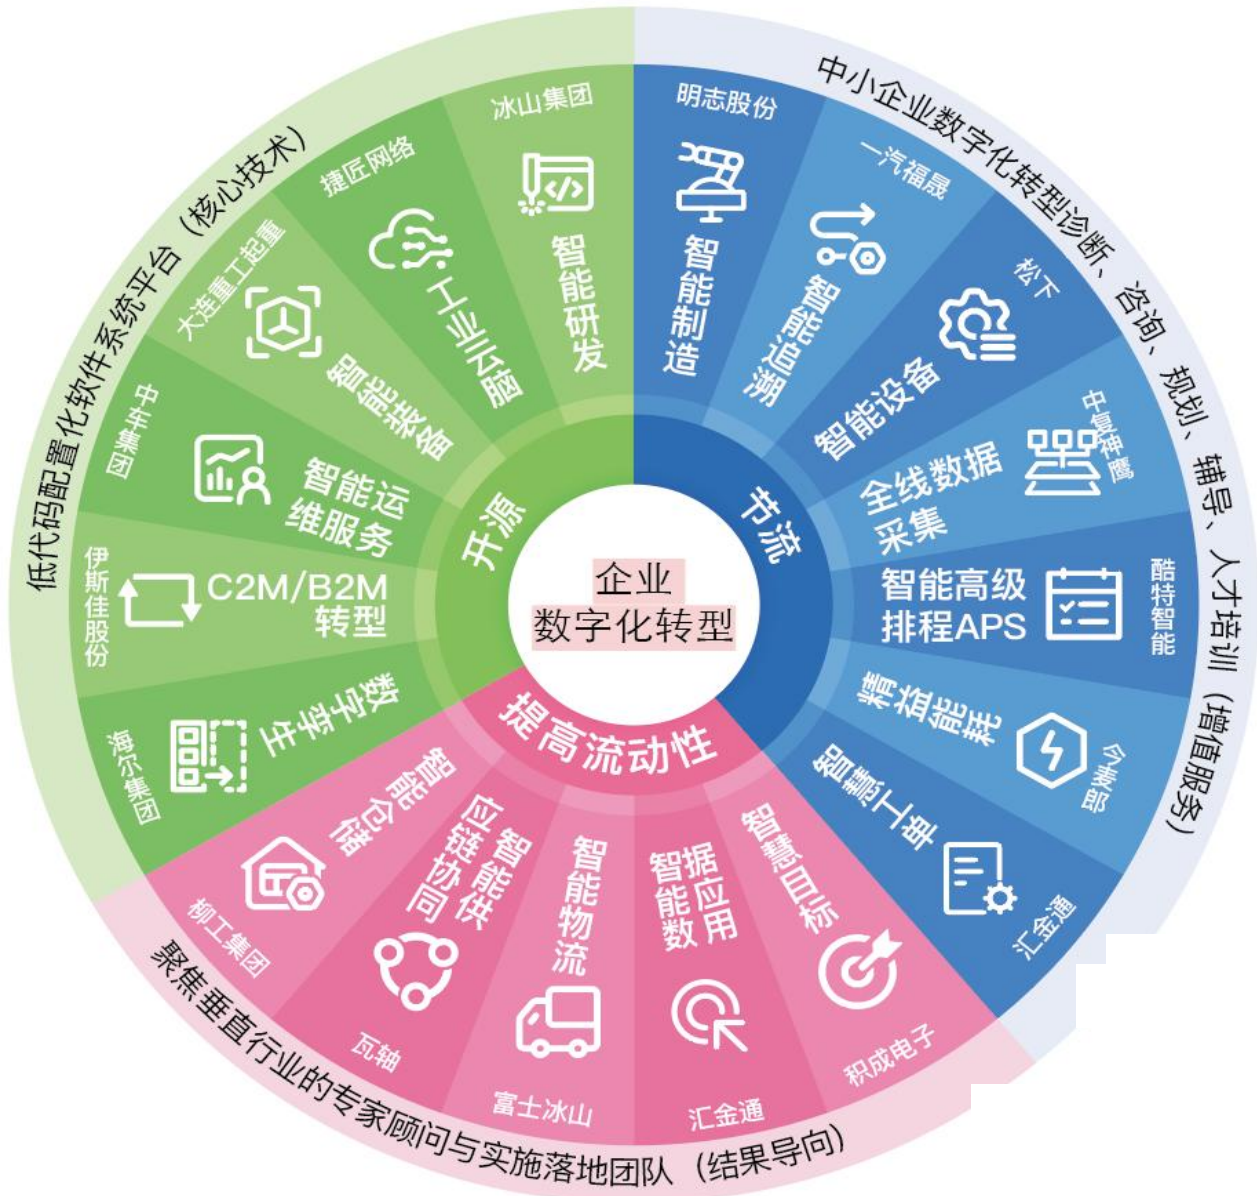 企业
数字化转型
节流
中小企业数字化转型诊断、咨询、规划、辅导、人才培训（增值服务）
明志股份
智能制造
一汽福晟
智能追溯
松下
智能设备
中复神鹰
全线数据
采集
酷特智能
智能高级
排程APS
今麦郎
精益能耗
汇金通
智慧工单
提高流动性
聚焦垂直行业的专家顾问与实施落地团队（结果导向）
积成电子
智慧目标
汇金通
智能数
据应用
富士冰山
智能物流
瓦轴
智能供
应链协同
柳工集团
智能仓储
开源
低代码配置化软件系统平台（核心技术）
海尔集团
数字孪生
伊斯佳股份
C2M/B2M
转型
中车集团
智能运
维服务
大连重工起重
智能装备
捷匠网络
工业云脑
冰山集团
智能研发